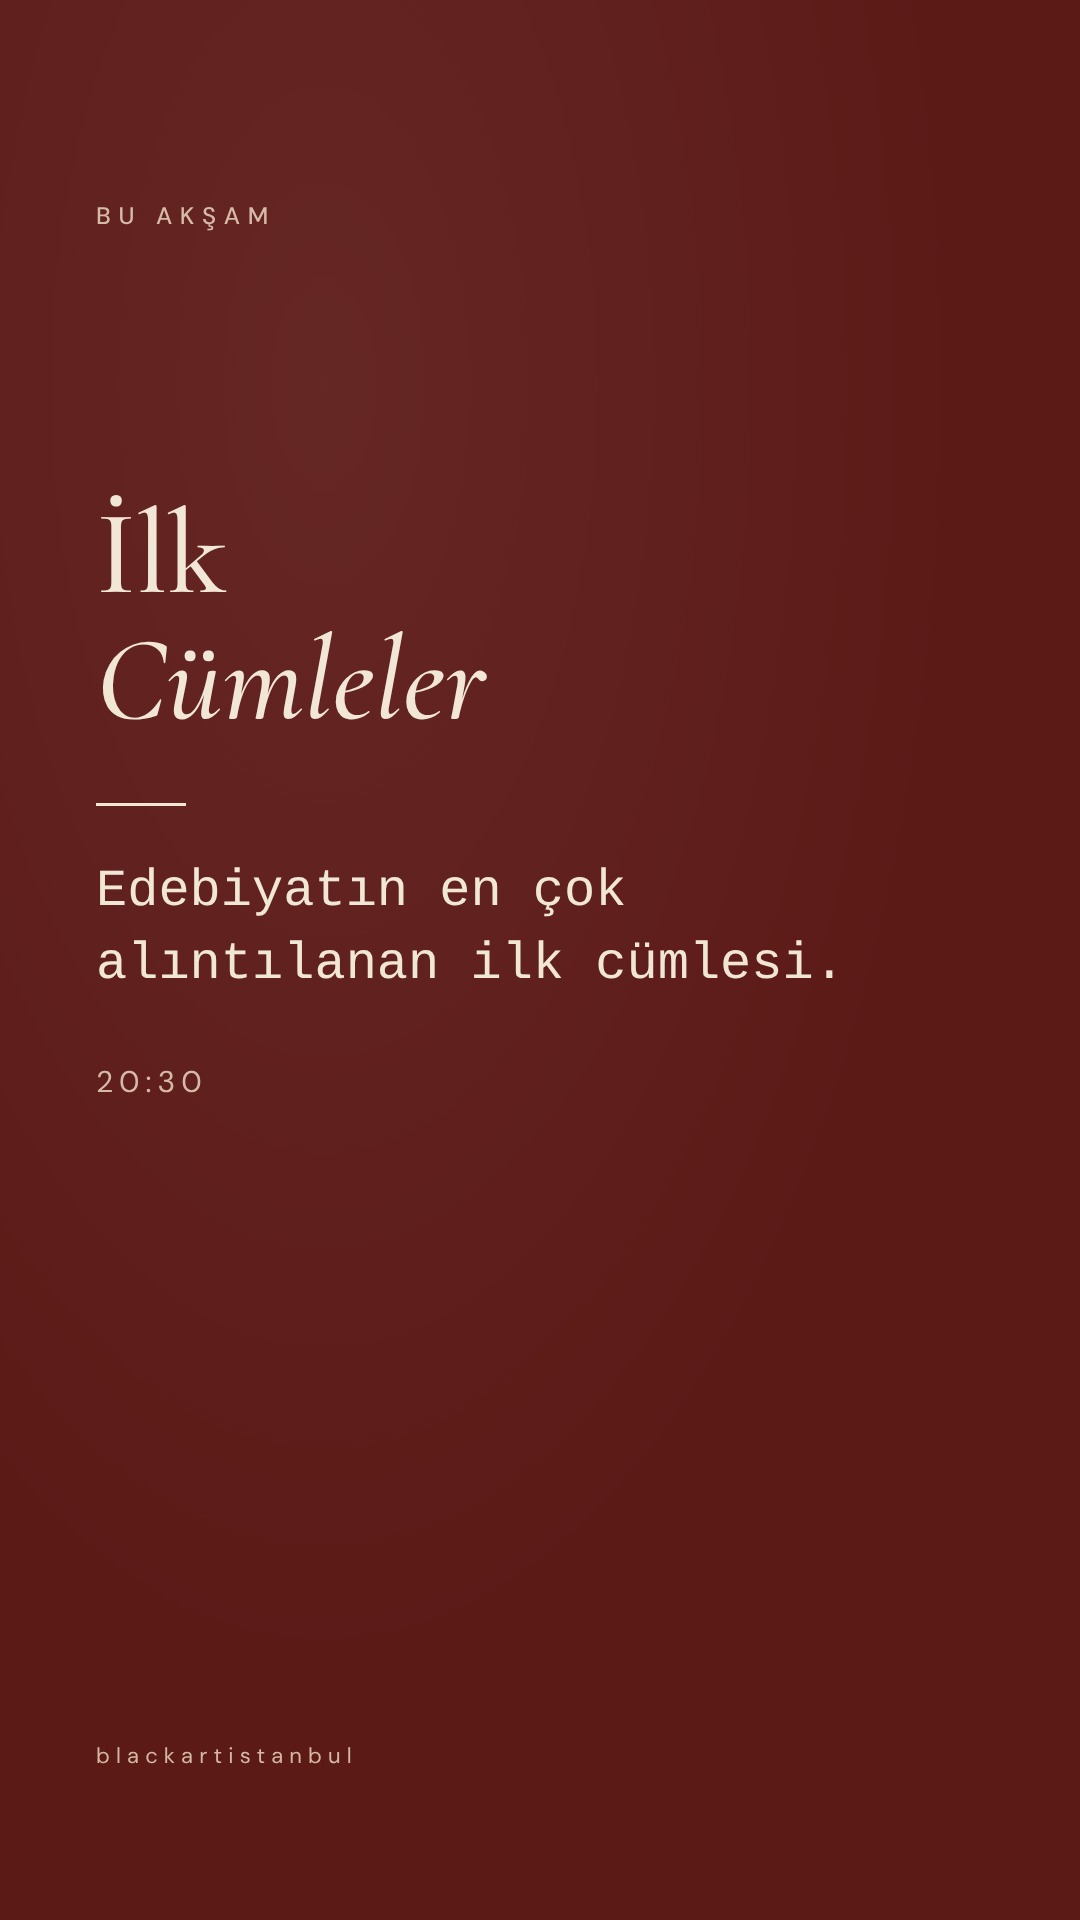 BU AKŞAM
İlk
Cümleler
Edebiyatın en çok
alıntılanan ilk cümlesi.
20:30
blackartistanbul